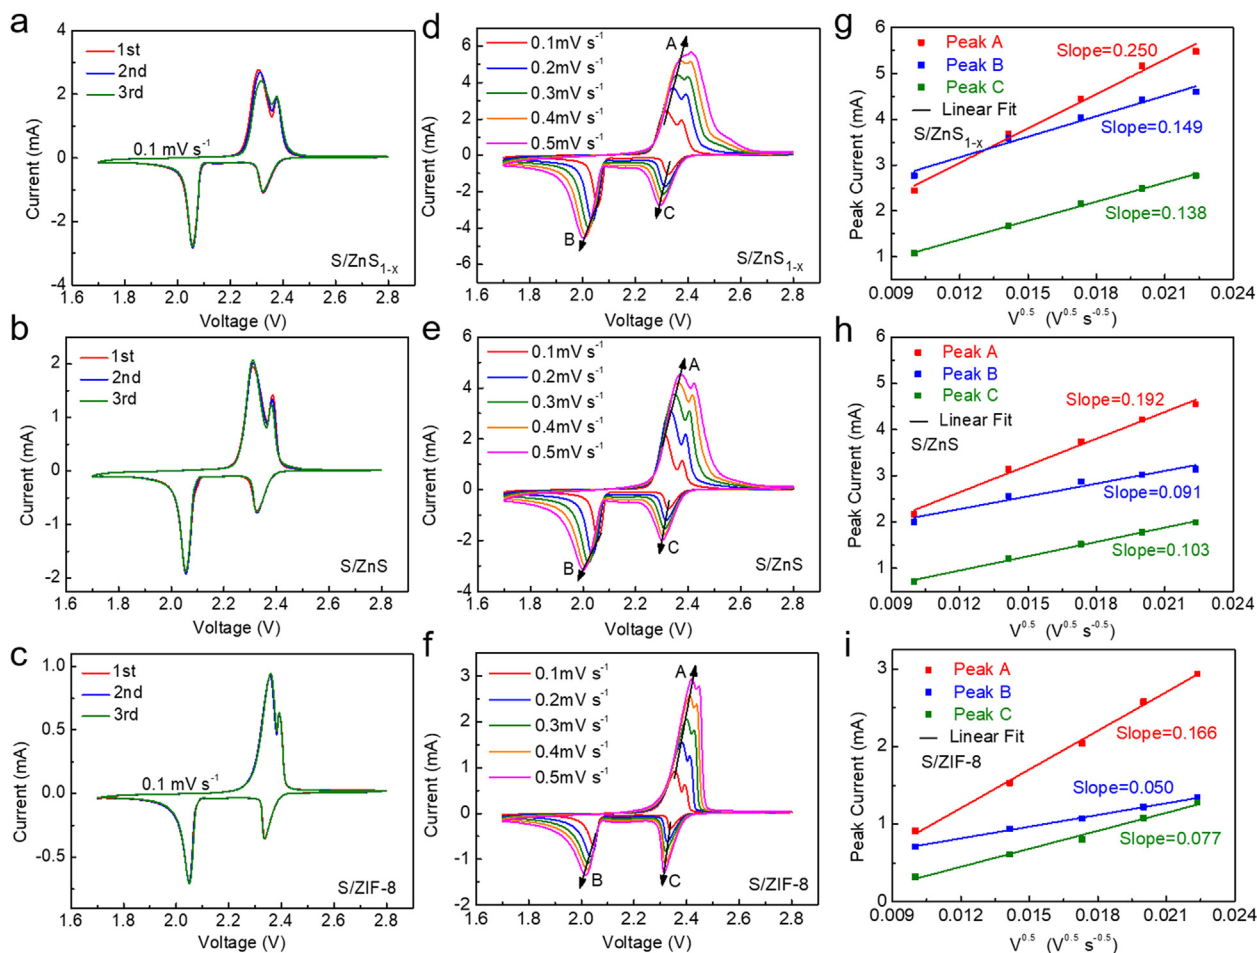 a
1st
2nd
3rd
0.1 mV s⁻¹
S/ZnS₁₋ₓ
Current (mA)
4
2
0
-2
-4
1.6 1.8 2.0 2.2 2.4 2.6 2.8
Voltage (V)
d
A
0.1mV s⁻¹
0.2mV s⁻¹
0.3mV s⁻¹
0.4mV s⁻¹
0.5mV s⁻¹
B
C
S/ZnS₁₋ₓ
Current (mA)
6
4
2
0
-2
-4
-6
1.6 1.8 2.0 2.2 2.4 2.6 2.8
Voltage (V)
g
Peak A
Peak B
Peak C
Linear Fit
S/ZnS₁₋ₓ
Slope=0.250
Slope=0.149
Slope=0.138
Peak Current (mA)
6
5
4
3
2
1
0.009 0.012 0.015 0.018 0.021 0.024
V⁰·⁵ (V⁰·⁵ s⁻⁰·⁵)
b
1st
2nd
3rd
S/ZnS
Current (mA)
2
1
0
-1
-2
1.6 1.8 2.0 2.2 2.4 2.6 2.8
Voltage (V)
e
A
0.1mV s⁻¹
0.2mV s⁻¹
0.3mV s⁻¹
0.4mV s⁻¹
0.5mV s⁻¹
B
C
S/ZnS
Current (mA)
6
4
2
0
-2
-4
1.6 1.8 2.0 2.2 2.4 2.6 2.8
Voltage (V)
h
Peak A
Peak B
Peak C
Linear Fit
S/ZnS
Slope=0.192
Slope=0.091
Slope=0.103
Peak Current (mA)
6
5
4
3
2
1
0.009 0.012 0.015 0.018 0.021 0.024
V⁰·⁵ (V⁰·⁵ s⁻⁰·⁵)
c
1st
2nd
3rd
0.1 mV s⁻¹
S/ZIF-8
Current (mA)
1.0
0.5
0.0
-0.5
1.6 1.8 2.0 2.2 2.4 2.6 2.8
Voltage (V)
f
A
0.1mV s⁻¹
0.2mV s⁻¹
0.3mV s⁻¹
0.4mV s⁻¹
0.5mV s⁻¹
B
C
S/ZIF-8
Current (mA)
3
2
1
0
-1
-2
1.6 1.8 2.0 2.2 2.4 2.6 2.8
Voltage (V)
i
Peak A
Peak B
Peak C
Linear Fit
S/ZIF-8
Slope=0.166
Slope=0.050
Slope=0.077
Peak Current (mA)
3
2
1
0
0.009 0.012 0.015 0.018 0.021 0.024
V⁰·⁵ (V⁰·⁵ s⁻⁰·⁵)